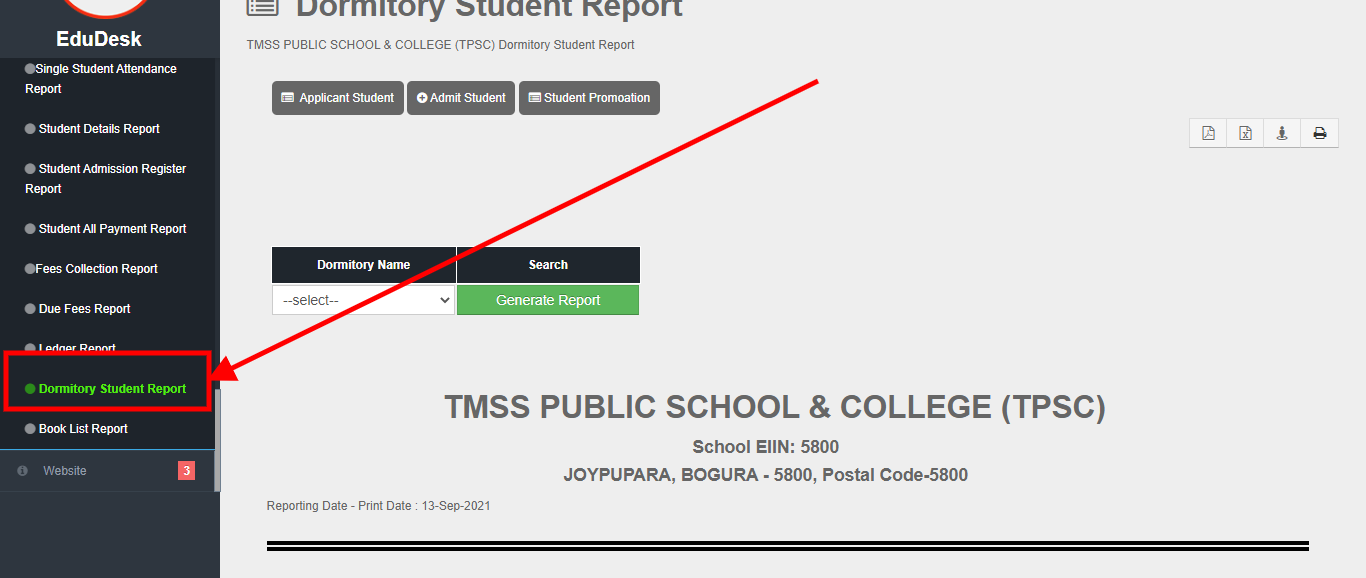 EduDesk
Single Student Attendance
Report
Student Details Report
Student Admission Register
Report
Student All Payment Report
Fees Collection Report
Due Fees Report
Ledger Report
Dormitory Student Report
Book List Report
Website 3
Dormitory Student Report
TMSS PUBLIC SCHOOL & COLLEGE (TPSC) Dormitory Student Report
Applicant Student Admit Student Student Promoation
Dormitory Name Search
--select-- Generate Report
TMSS PUBLIC SCHOOL & COLLEGE (TPSC)
School EIIN: 5800
JOYPUPARA, BOGURA - 5800, Postal Code-5800
Reporting Date - Print Date : 13-Sep-2021